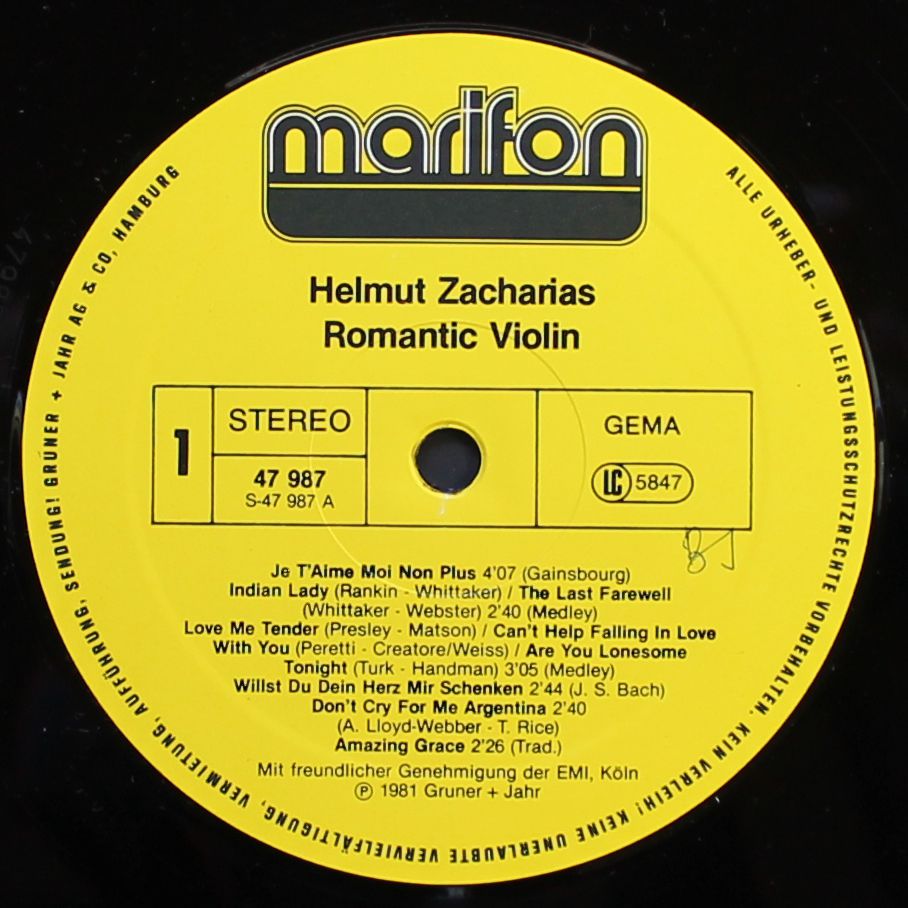 marifon
Helmut Zacharias
Romantic Violin
1
STEREO
47 987
S-47 987 A
GEMA
LC 5847
BJ
Je T'Aime Moi Non Plus 4'07 (Gainsbourg)
Indian Lady (Rankin - Whittaker) / The Last Farewell
(Whittaker - Webster) 2'40 (Medley)
Love Me Tender (Presley - Matson) / Can't Help Falling In Love
With You (Peretti - Creatore/Weiss) / Are You Lonesome
Tonight (Turk - Handman) 3'05 (Medley)
Willst Du Dein Herz Mir Schenken 2'44 (J. S. Bach)
Don't Cry For Me Argentina 2'40
(A. Lloyd-Webber - T. Rice)
Amazing Grace 2'26 (Trad.)
Mit freundlicher Genehmigung der EMI, Köln
Ⓟ 1981 Gruner + Jahr
ALLE URHEBER- UND LEISTUNGSSCHUTZRECHTE VORBEHALTEN. KEIN VERLEIH! KEINE UNERLAUBTE VERVIELFÄLTIGUNG, VERMIETUNG, AUFFÜHRUNG, SENDUNG! GRUNER + JAHR AG & CO, HAMBURG